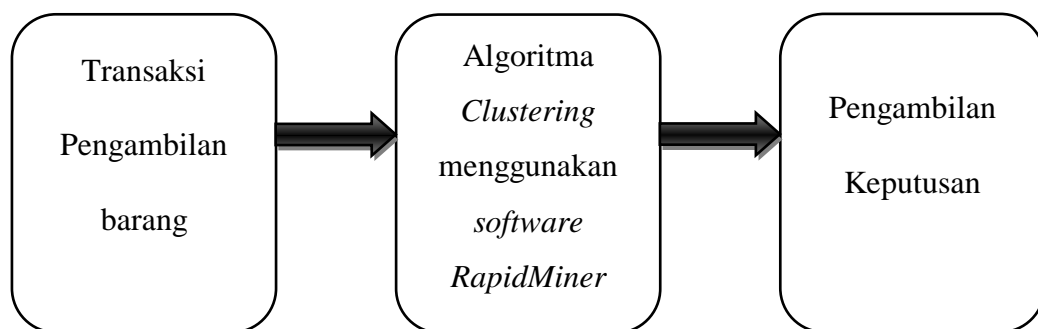 Transaksi
Pengambilan
barang
Algoritma
Clustering
menggunakan
software
RapidMiner
Pengambilan
Keputusan